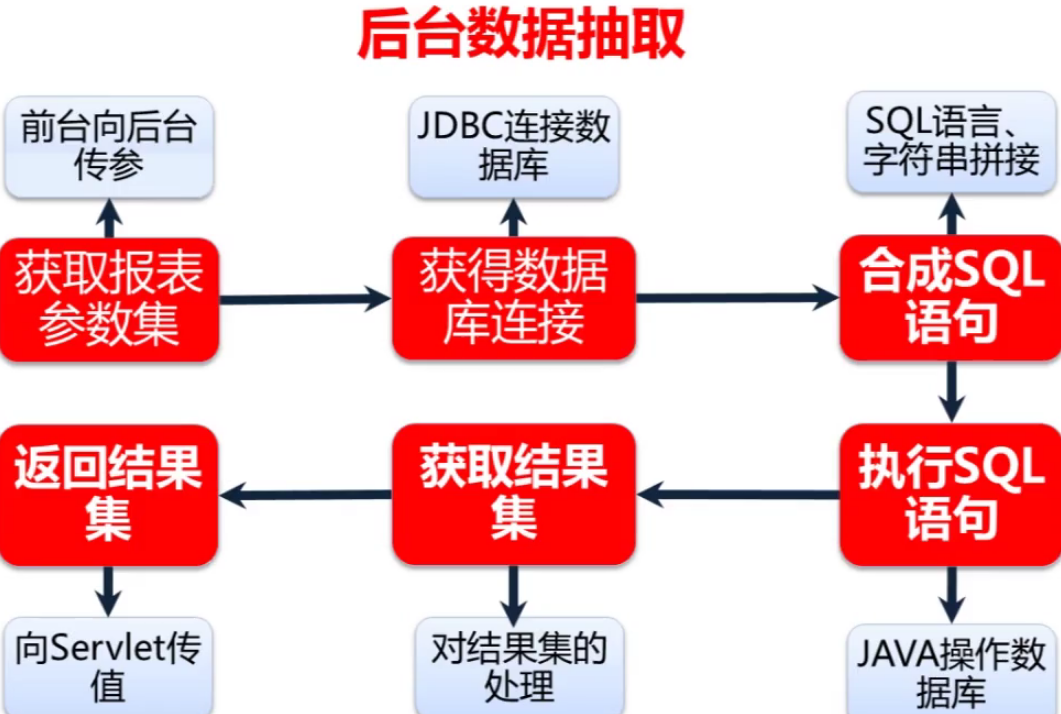 后台数据抽取
前台向后台
传参
JDBC连接数
据库
SQL语言、
字符串拼接
获取报表
参数集
获得数据
库连接
合成SQL
语句
返回结果
集
获取结果
集
执行SQL
语句
向Servlet传
值
对结果集的
处理
JAVA操作数
据库